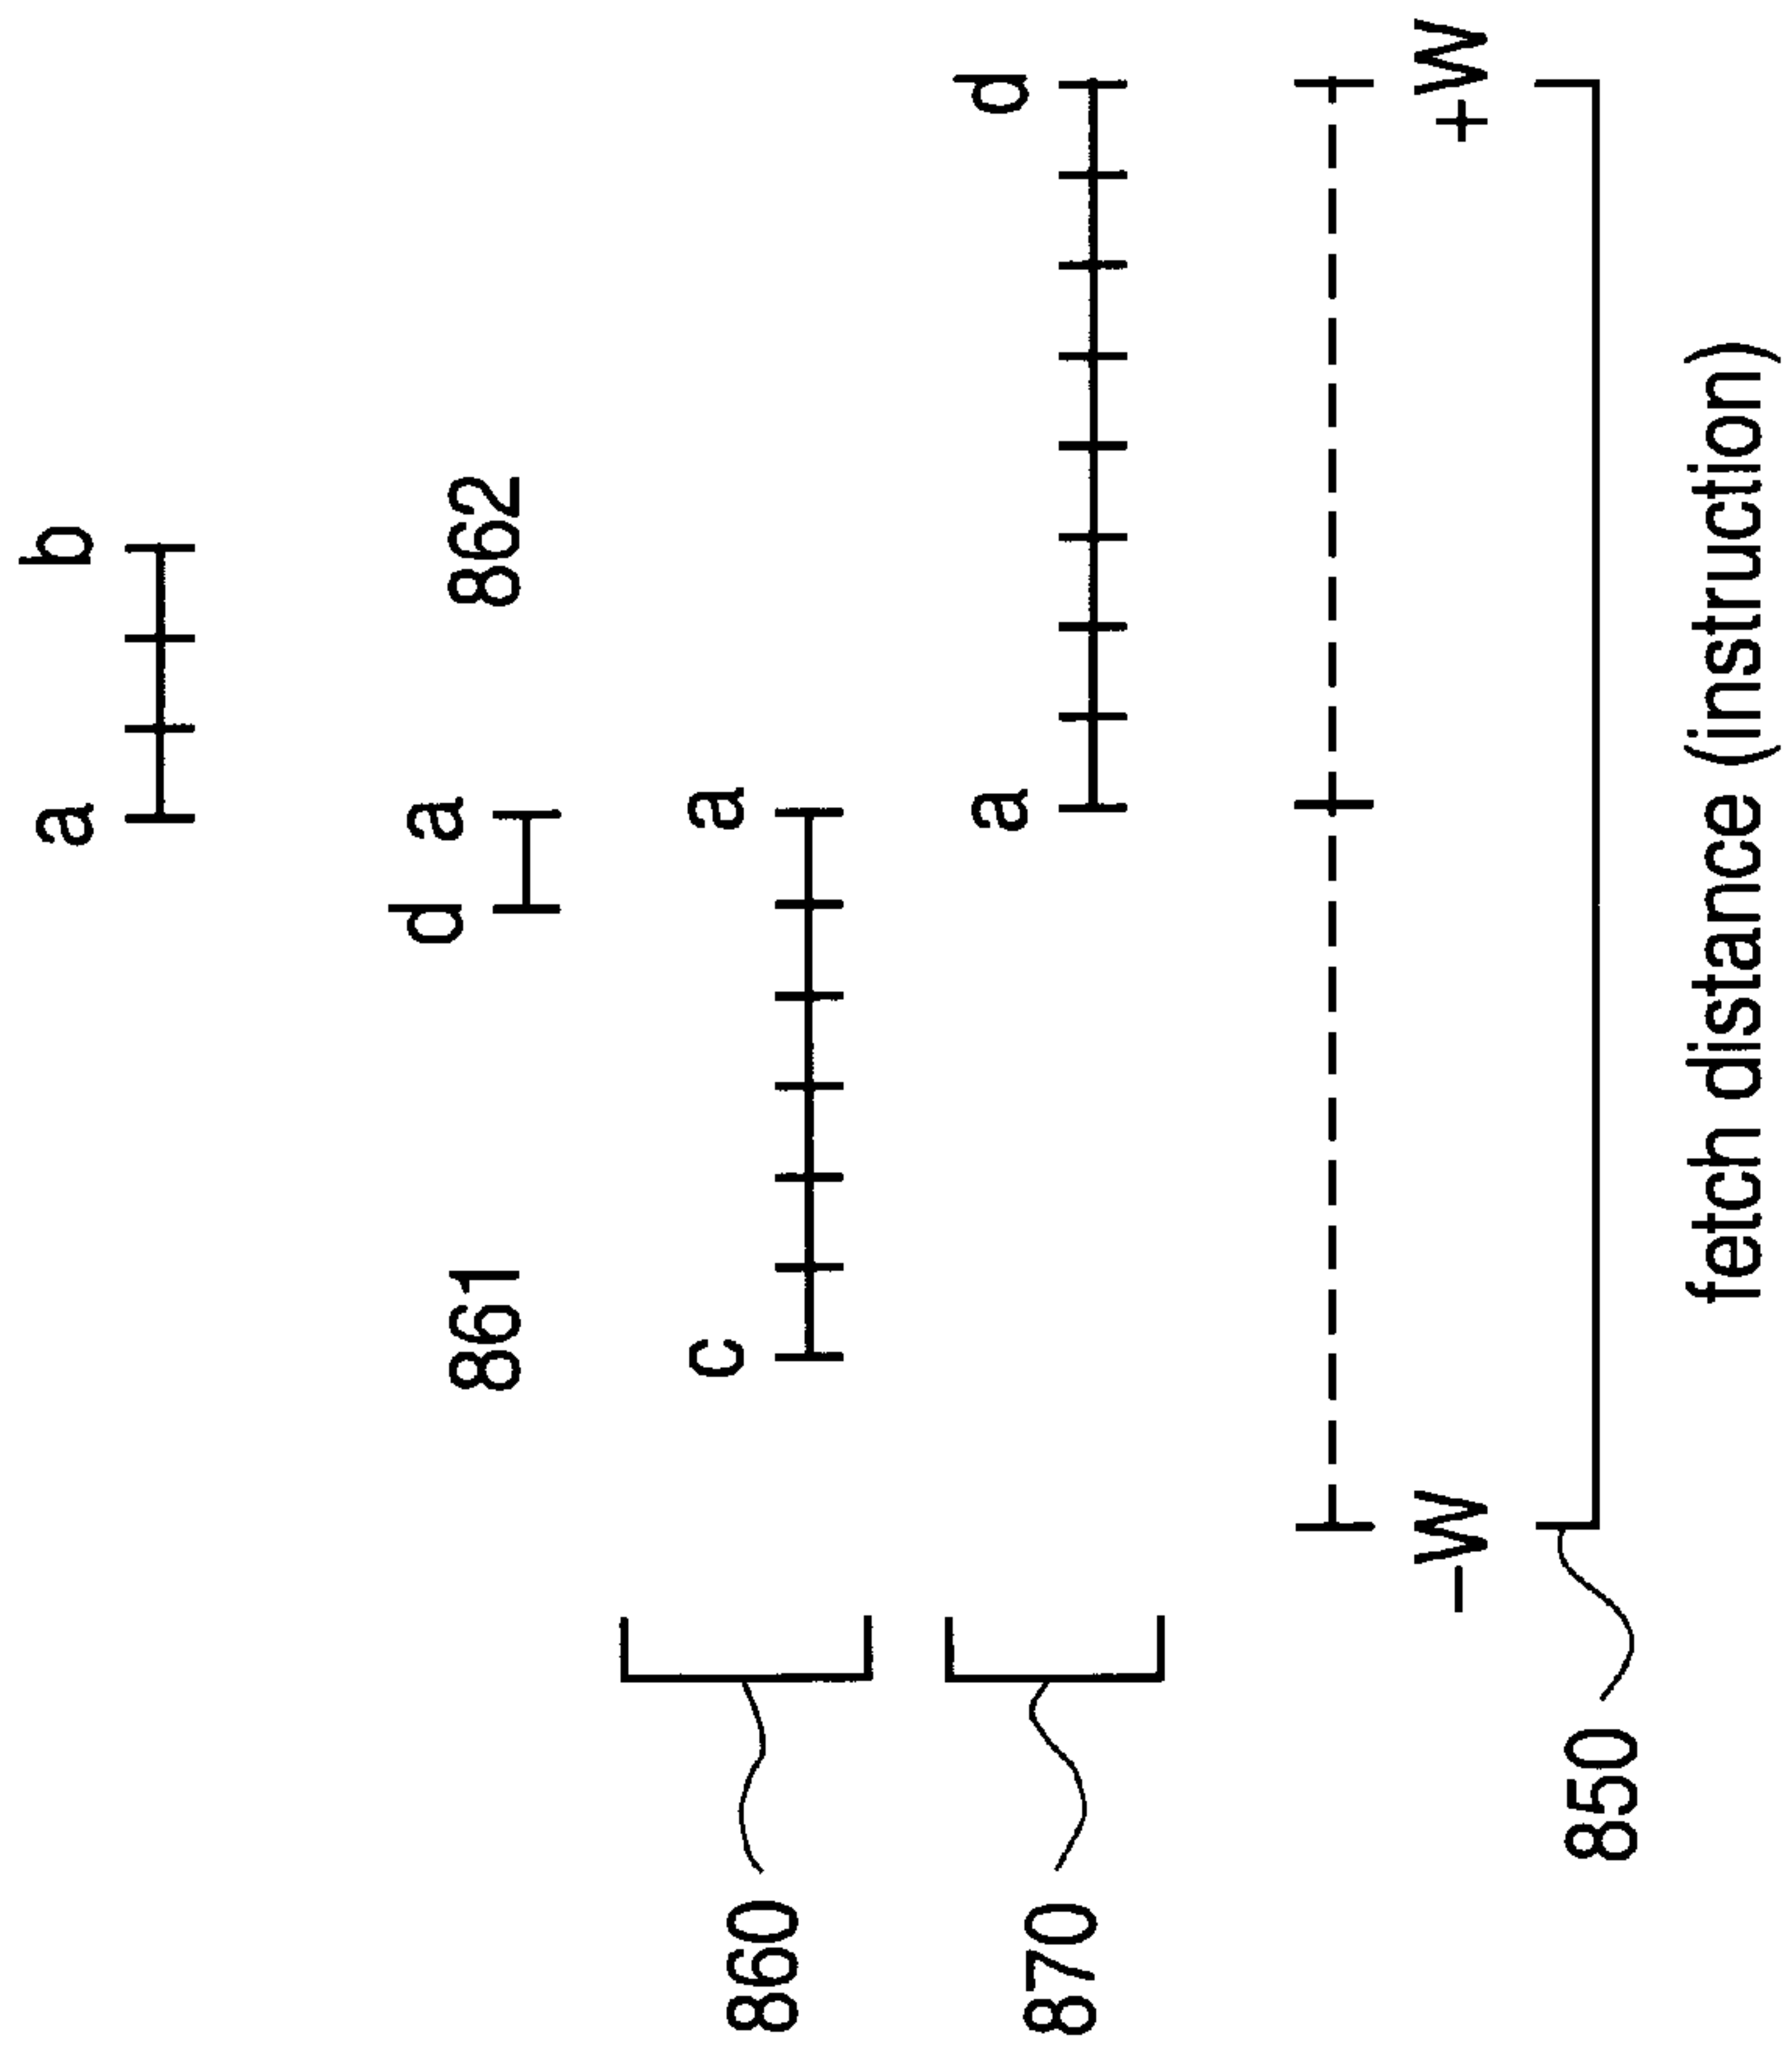 a b
d a
861 862
c a
860
a d
870
−W +W
850
fetch distance (instruction)